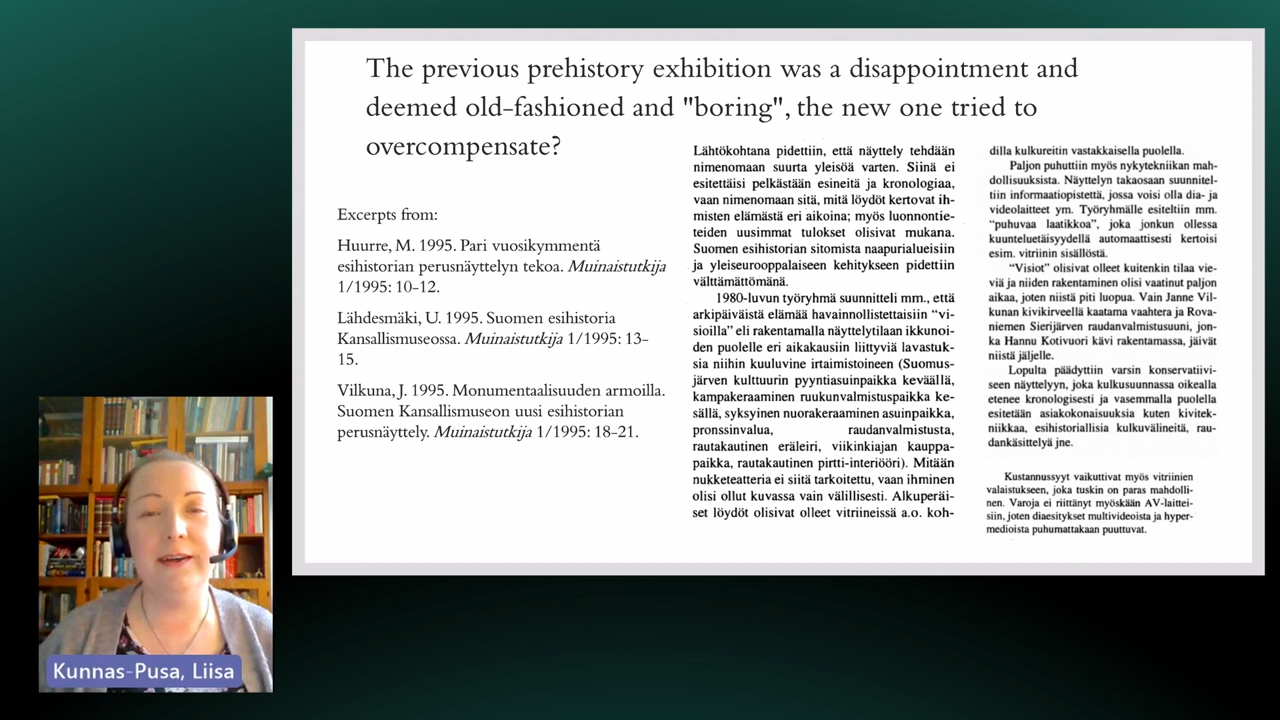 The previous prehistory exhibition was a disappointment and
deemed old-fashioned and "boring", the new one tried to
overcompensate?
Excerpts from:
Huurre, M. 1995. Pari vuosikymmentä
esihistorian perusnäyttelyn tekoa. Muinaistutkija
1/1995: 10-12.
Lähdesmäki, U. 1995. Suomen esihistoria
Kansallismuseossa. Muinaistutkija 1/1995: 13-
15.
Vilkuna, J. 1995. Monumentaalisuuden armoilla.
Suomen Kansallismuseon uusi esihistorian
perusnäyttely. Muinaistutkija 1/1995: 18-21.
Lähtökohtana pidettiin, että näyttely tehdään
nimenomaan suurta yleisöä varten. Siinä ei
esitettäisi pelkästään esineitä ja kronologiaa,
vaan nimenomaan sitä, mitä löydöt kertovat ih-
misten elämästä eri aikoina; myös luonnontie-
teiden uusimmat tulokset olisivat mukana.
Suomen esihistorian sitomista naapurialueisiin
ja yleiseurooppalaiseen kehitykseen pidettiin
välttämättömänä.
1980-luvun työryhmä suunnitteli mm., että
arkipäiväistä elämää havainnollistettaisiin "vi-
sioilla" eli rakentamalla näyttelytilaan ikkunoi-
den puolelle eri aikakausiin liittyviä lavastuk-
sia niihin kuuluvine irtaimistoineen (Suomus-
järven kulttuurin pyyntiasuinpaikka keväällä,
kampakeraaminen ruukunvalmistuspaikka ke-
sällä, syksyinen nuorakeraaminen asuinpaikka,
pronssinvalua, raudanvalmistusta,
rautakautinen eräleiri, viikinkiajan kauppa-
paikka, rautakautinen pirtti-interiööri). Mitään
nukketeatteria ei siitä tarkoitettu, vaan ihminen
olisi ollut kuvassa vain välillisesti. Alkuperäi-
set löydöt olisivat olleet vitriineissä a.o. koh-
dilla kulkureitin vastakkaisella puolella.
Paljon puhuttiin myös nykytekniikan mah-
dollisuuksista. Näyttelyn takaosaan suunnitel-
tiin informaatiopistettä, jossa voisi olla dia- ja
videolaitteet ym. Työryhmälle esiteltiin mm.
"puhuvaa laatikkoa", joka jonkun ollessa
kuunteluetäisyydellä automaattisesti kertoisi
esim. vitriinin sisällöstä.
"Visiot" olisivat olleet kuitenkin tilaa vie-
viä ja niiden rakentaminen olisi vaatinut paljon
aikaa, joten niistä piti luopua. Vain Janne Vil-
kunan kivikirveellä kaatama vaahtera ja Rova-
niemen Sierijärven raudanvalmistusuuni, jon-
ka Hannu Kotivuori kävi rakentamassa, jäivät
niistä jäljelle.
Lopulta päädyttiin varsin konservatiivi-
seen näyttelyyn, joka kulkusuunnassa oikealla
etenee kronologisesti ja vasemmalla puolella
esitetään asiakokonaisuuksia kuten kivitek-
niikkaa, esihistoriallisia kulkuvälineitä, rau-
dankäsittelyä jne.
Kustannussyyt vaikuttivat myös vitriinien
valaistukseen, joka tuskin on paras mahdolli-
nen. Varoja ei riittänyt myöskään AV-laittei-
siin, joten diaesitykset multivideoista ja hyper-
medioista puhumattakaan puuttuvat.
Kunnas-Pusa, Liisa